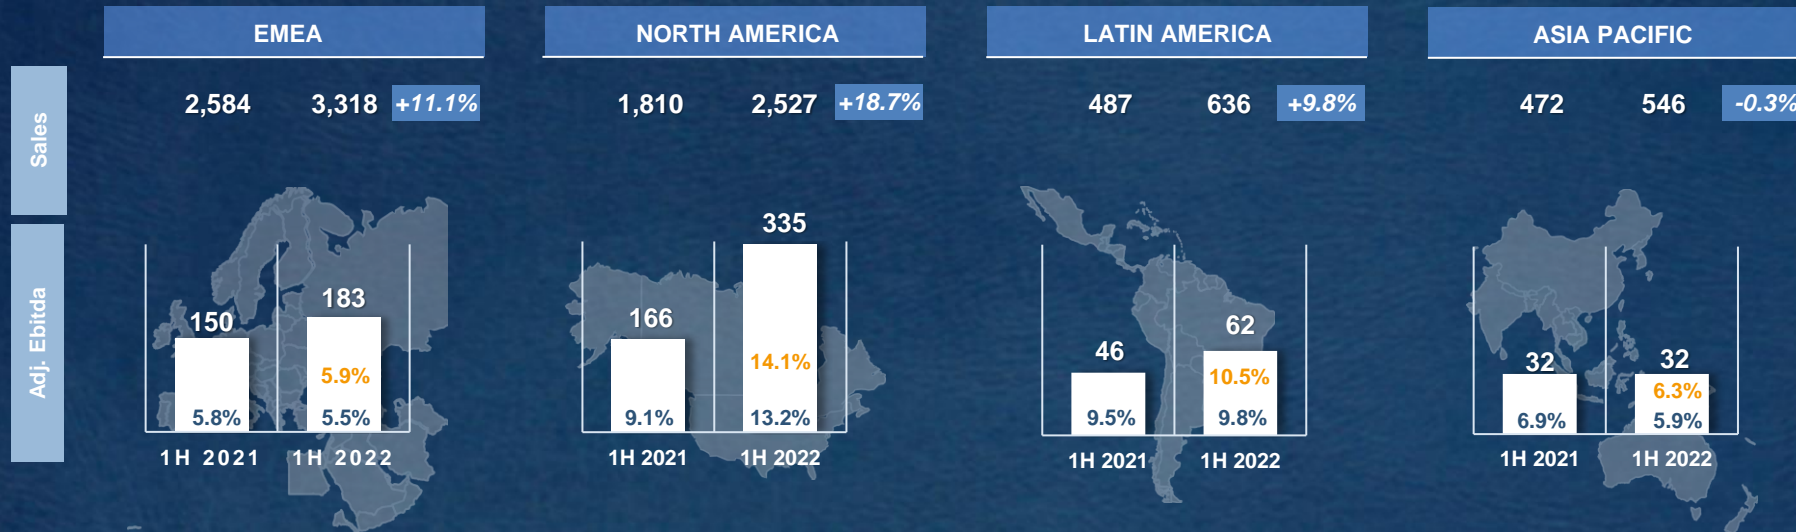 EMEA
NORTH AMERICA
LATIN AMERICA
ASIA PACIFIC
Sales
2,584 3,318 +11.1%
1,810 2,527 +18.7%
487 636 +9.8%
472 546 -0.3%
Adj. Ebitda
150 183
5.9%
5.8% 5.5%
1H 2021 1H 2022
166 335
14.1%
9.1% 13.2%
1H 2021 1H 2022
46 62
10.5%
9.5% 9.8%
1H 2021 1H 2022
32 32
6.3%
6.9% 5.9%
1H 2021 1H 2022